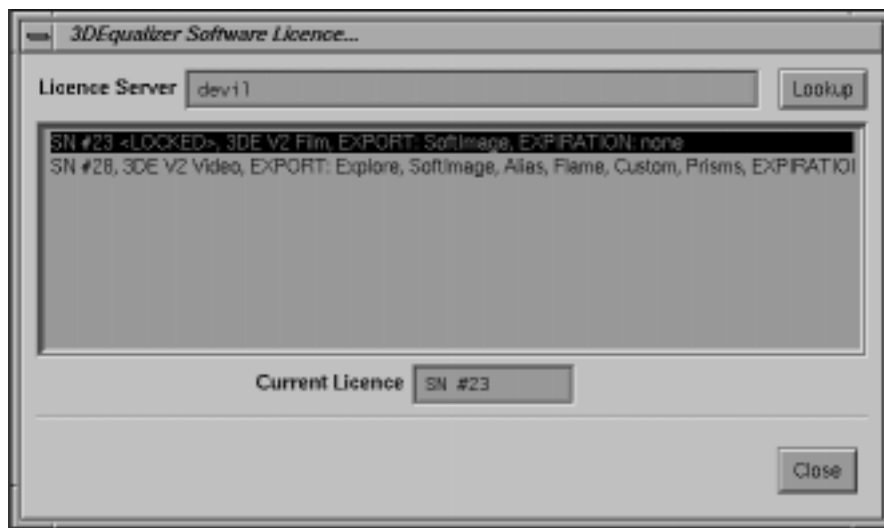 3DEqualizer Software Licence...
Licence Server devil Lookup
SN #23 <LOCKED>, 3DE V2 Film, EXPORT: SoftImage, EXPIRATION: none
SN #28, 3DE V2 Video, EXPORT: Explore, SoftImage, Alias, Flame, Custom, Prisms, EXPIRATIO
Current Licence SN #23
Close